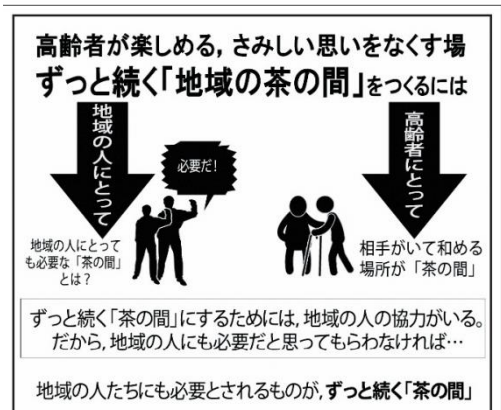 高齢者が楽しめる,さみしい思いをなくす場
ずっと続く「地域の茶の間」をつくるには
地域の人にとって
必要だ!
高齢者にとって
地域の人にとって
も必要な「茶の間」
とは?
相手がいて和める
場所が「茶の間」
ずっと続く「茶の間」にするためには,地域の人の協力がいる。
だから,地域の人にも必要だと思ってもらわなければ…
地域の人たちにも必要とされるものが,ずっと続く「茶の間」